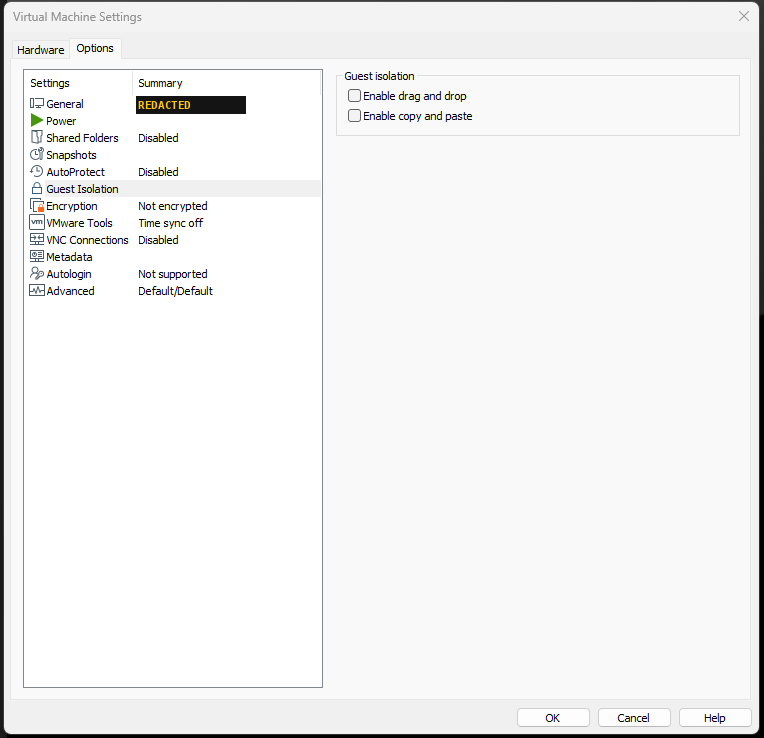 Virtual Machine Settings
Hardware Options
Settings Summary
General REDACTED
Power
Shared Folders Disabled
Snapshots
AutoProtect Disabled
Guest Isolation
Encryption Not encrypted
vm VMware Tools Time sync off
VNC Connections Disabled
Metadata
Autologin Not supported
Advanced Default/Default
Guest isolation
Enable drag and drop
Enable copy and paste
OK Cancel Help